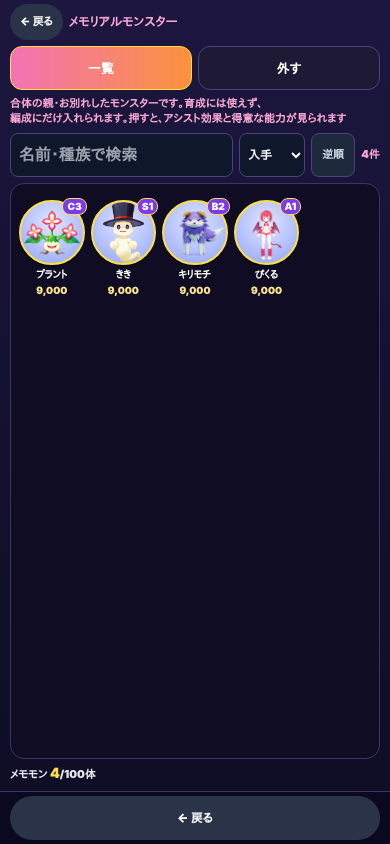 ← 戻る メモリアルモンスター
一覧 外す
合体の親・お別れしたモンスターです。育成には使えず、
編成にだけ入れられます。押すと、アシスト効果と得意な能力が見られます
名前・種族で検索 入手 逆順 4件
C3 S1 B2 A1
プラント きき キリモチ ぴくる
9,000 9,000 9,000 9,000
メモモン 4/100体
← 戻る